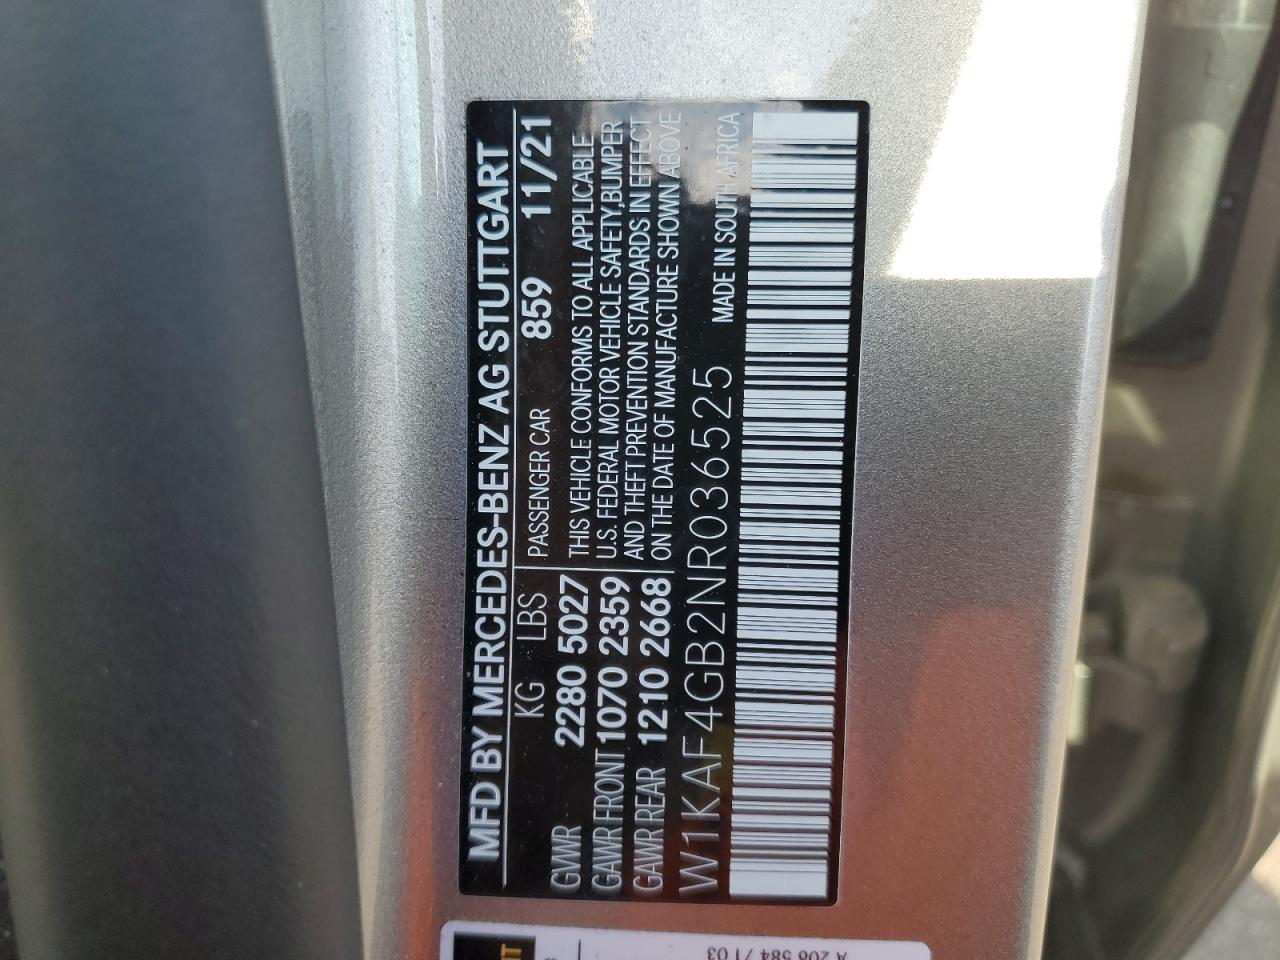 MFD BY MERCEDES-BENZ AG STUTTGART
KG LBS PASSENGER CAR 859 11/21
GVWR 2280 5027 THIS VEHICLE CONFORMS TO ALL APPLICABLE
GAWR FRONT 1070 2359 U.S. FEDERAL MOTOR VEHICLE SAFETY,BUMPER
GAWR REAR 1210 2668 AND THEFT PREVENTION STANDARDS IN EFFECT
ON THE DATE OF MANUFACTURE SHOWN ABOVE
W1KAF4GB2NR036525 MADE IN SOUTH AFRICA
A 206 584 71 03